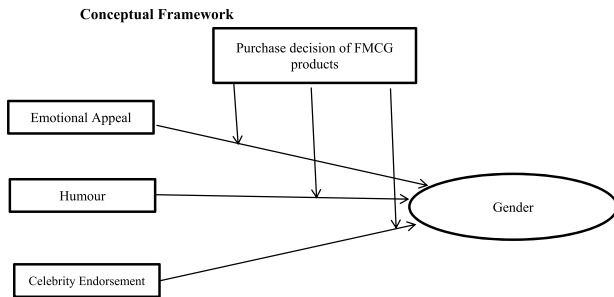 Conceptual Framework
Purchase decision of FMCG
products
Emotional Appeal
Humour
Gender
Celebrity Endorsement